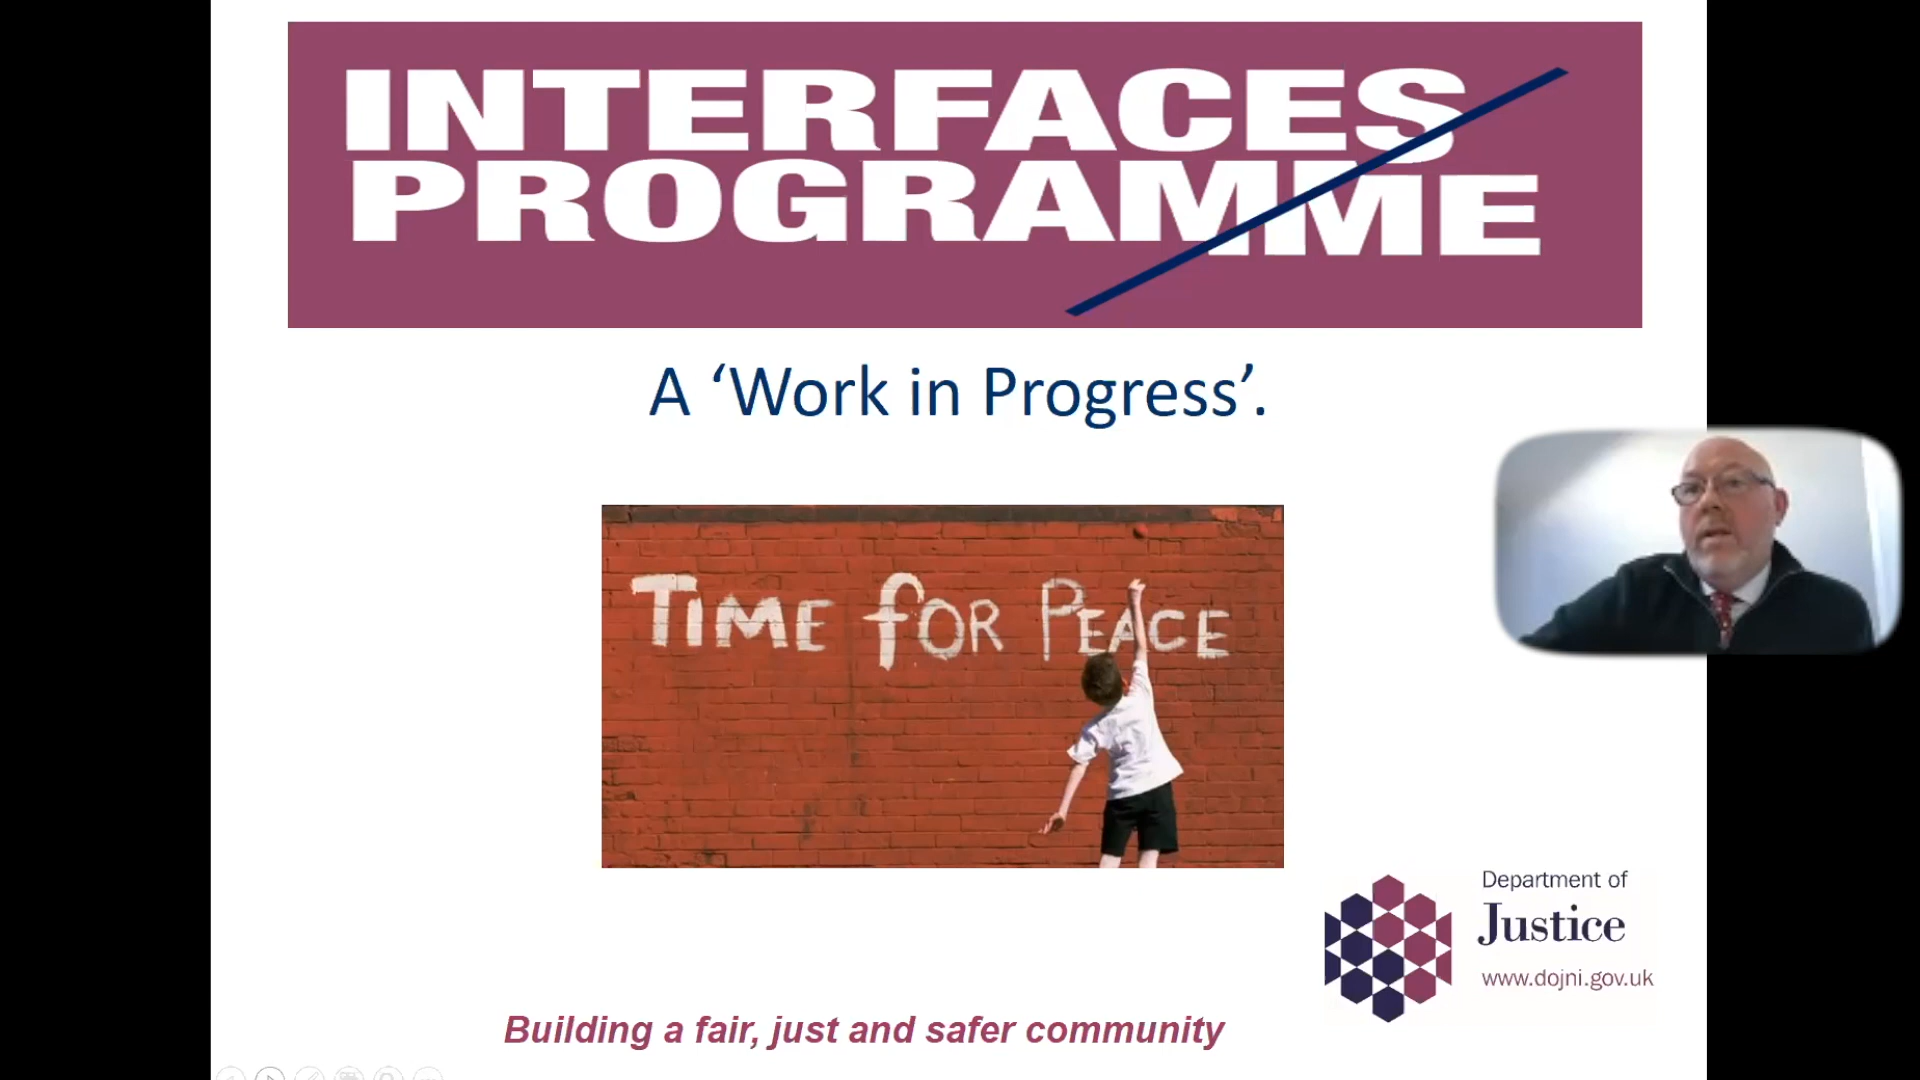 INTERFACES
PROGRAMME
A ‘Work in Progress’.
TIME fOR PEACE
Department of
Justice
www.dojni.gov.uk
Building a fair, just and safer community